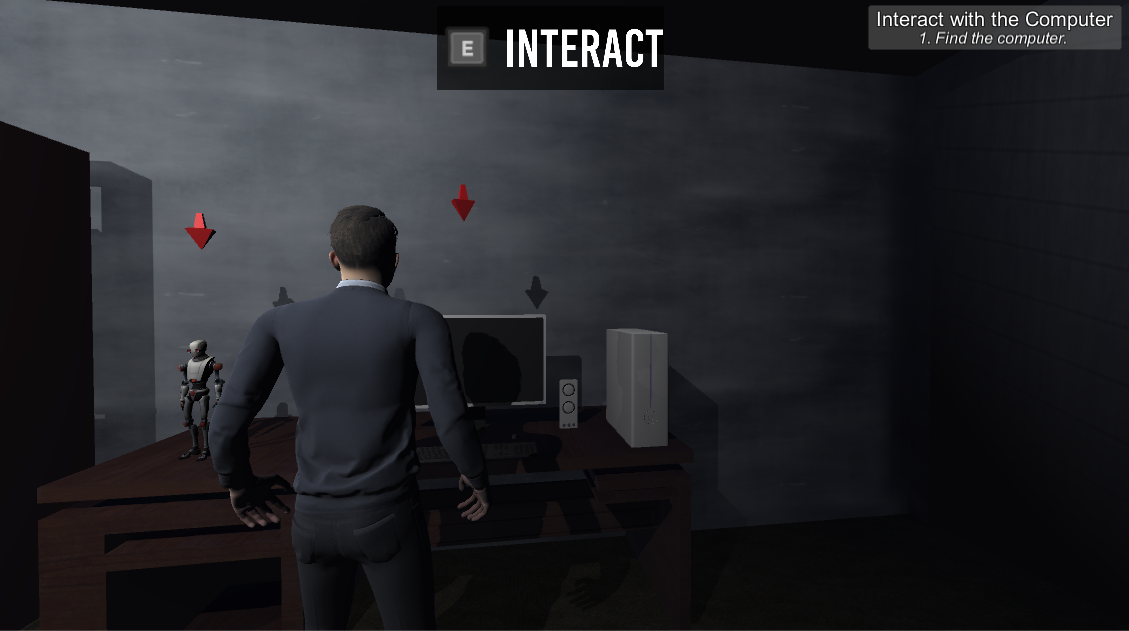 E INTERACT
Interact with the Computer
1. Find the computer.